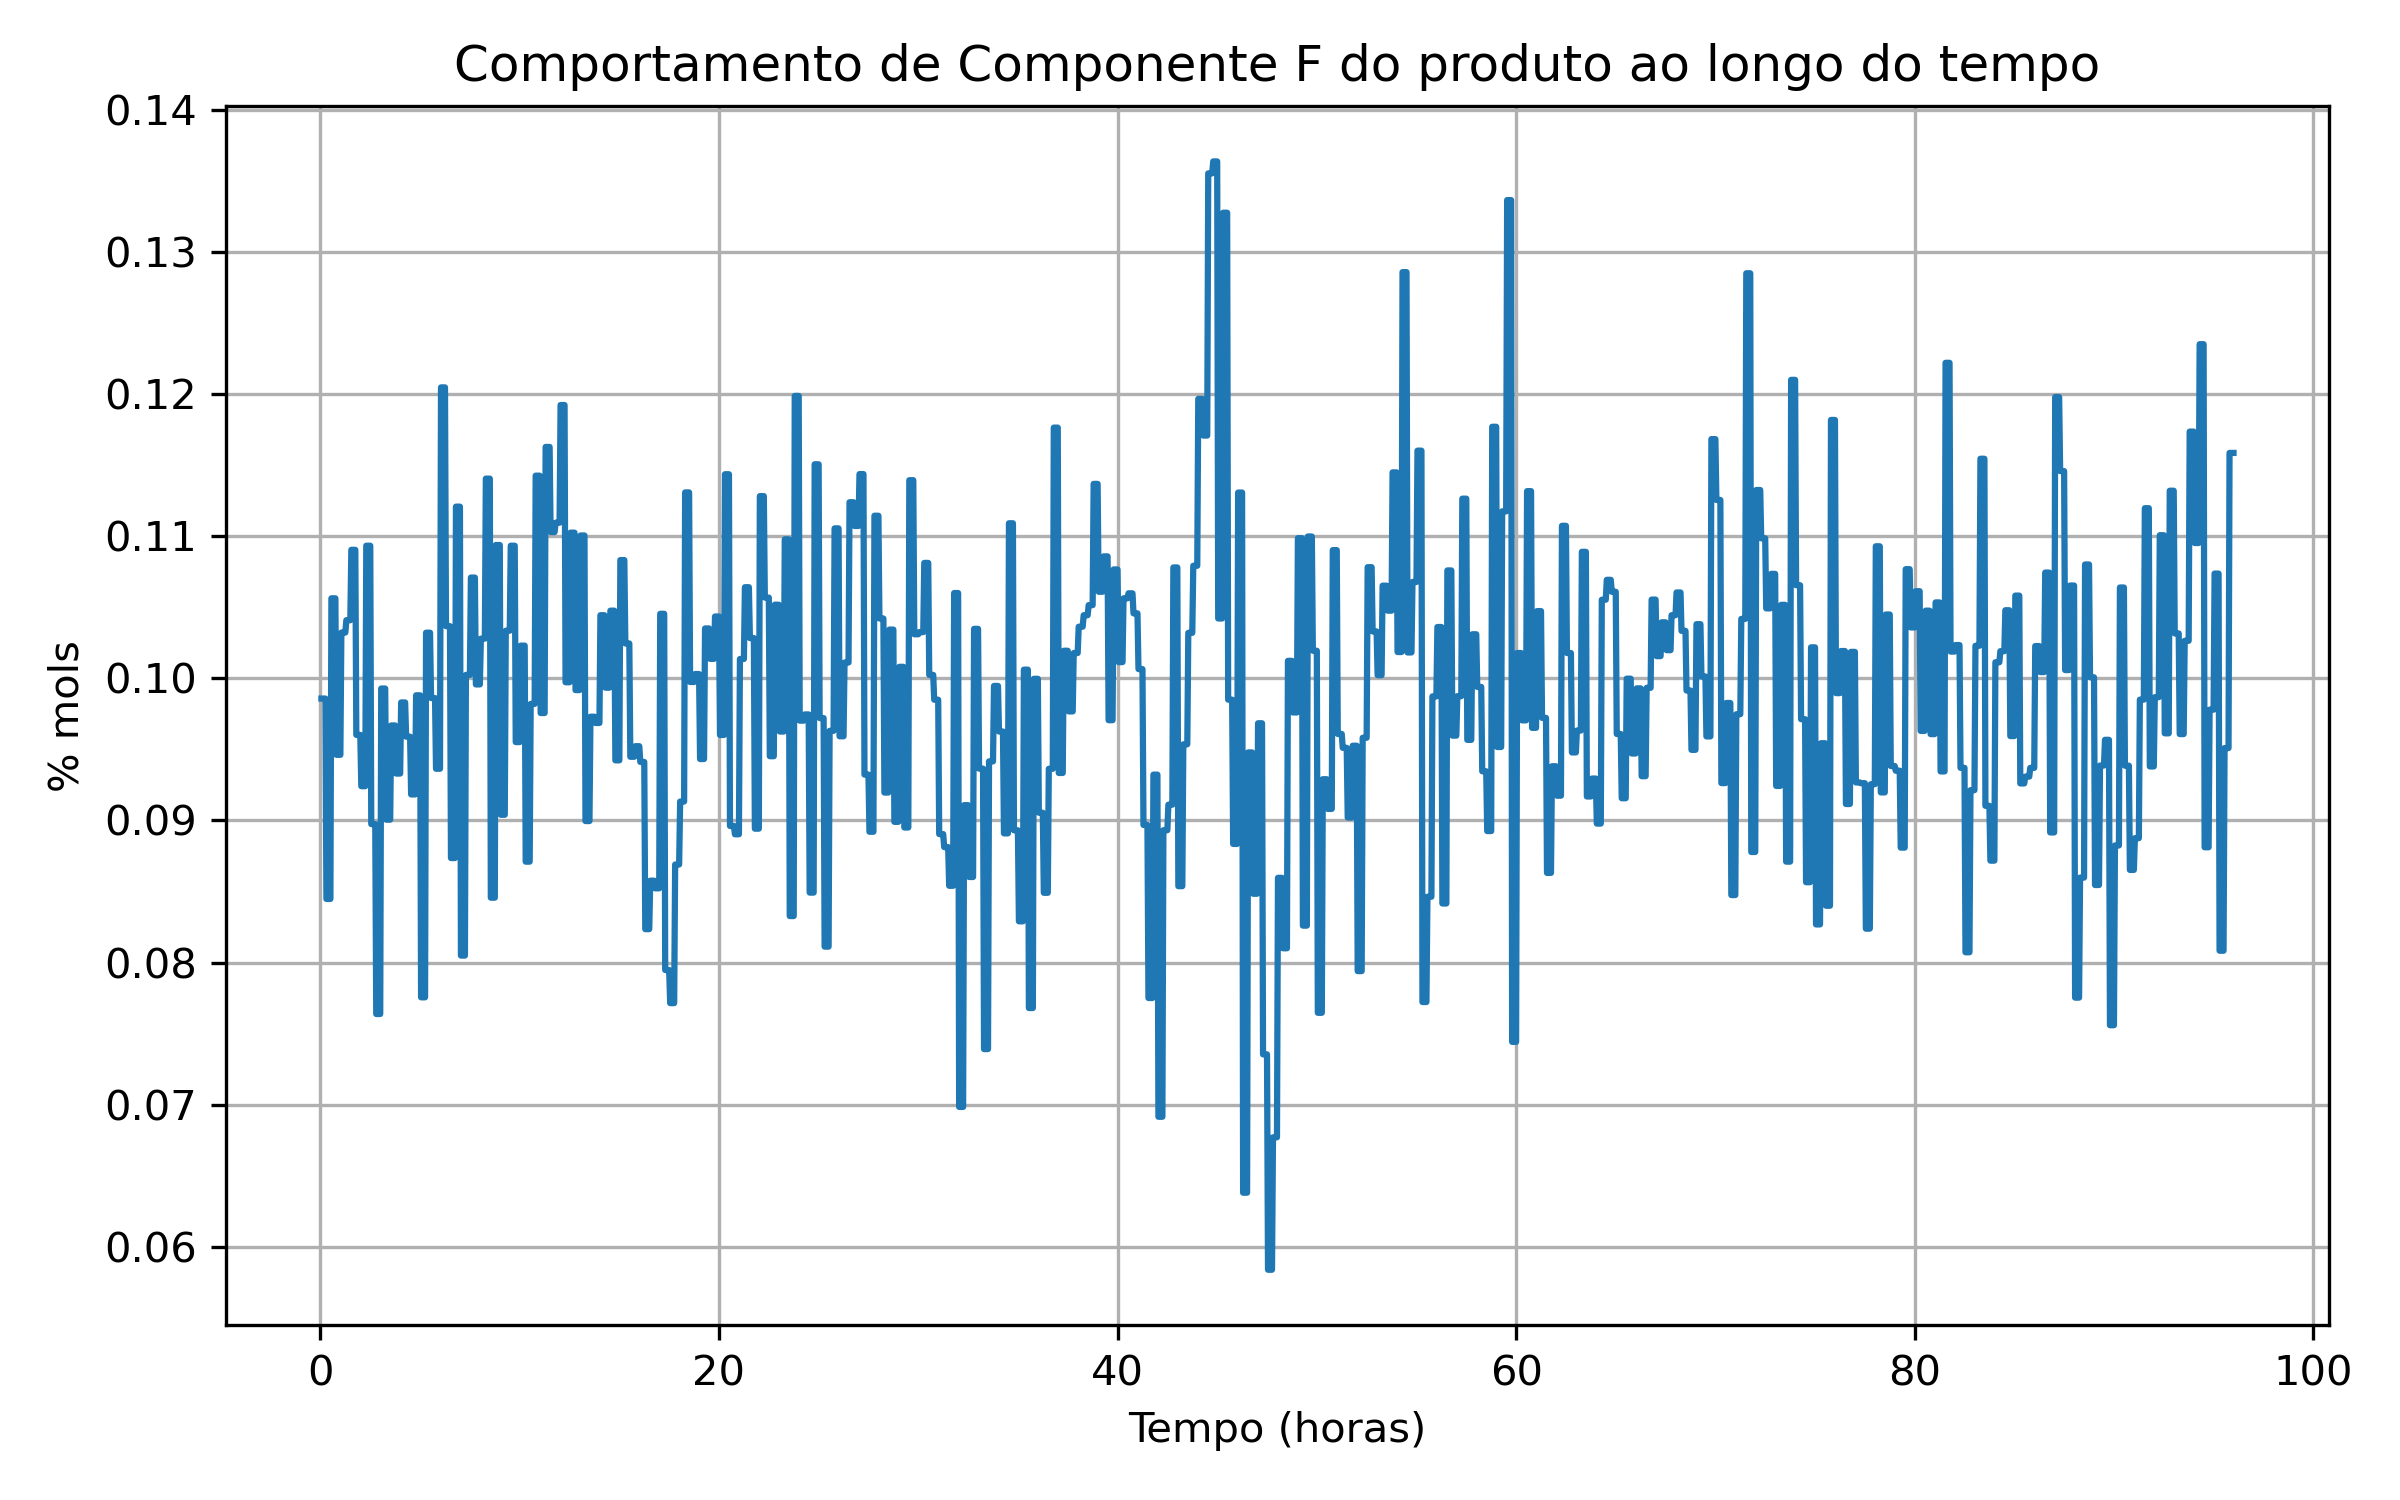 Comportamento de Componente F do produto ao longo do tempo
0.14
0.13
0.12
0.11
0.10
0.09
0.08
0.07
0.06
% mols
0 20 40 60 80 100
Tempo (horas)